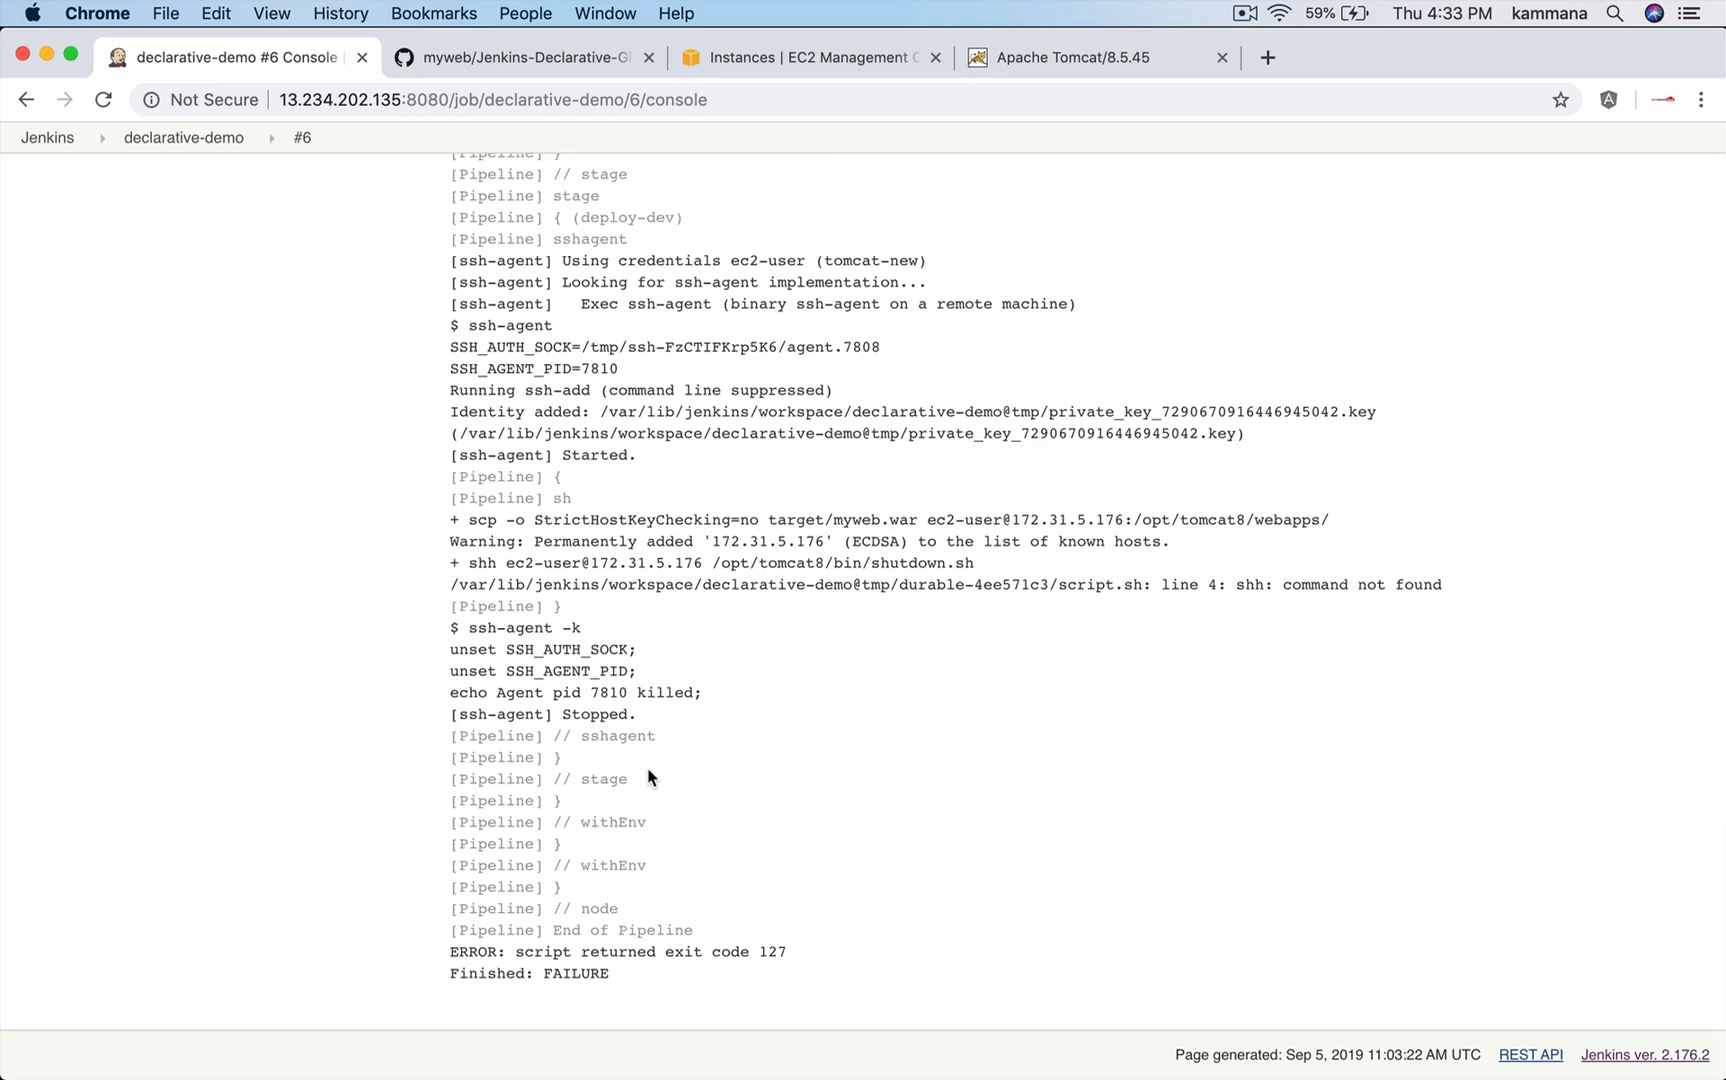 Chrome File Edit View History Bookmarks People Window Help 59% Thu 4:33 PM kammana
declarative-demo #6 Console myweb/Jenkins-Declarative-Gi Instances | EC2 Management C Apache Tomcat/8.5.45
Not Secure 13.234.202.135:8080/job/declarative-demo/6/console
Jenkins declarative-demo #6
[Pipeline] }
[Pipeline] // stage
[Pipeline] stage
[Pipeline] { (deploy-dev)
[Pipeline] sshagent
[ssh-agent] Using credentials ec2-user (tomcat-new)
[ssh-agent] Looking for ssh-agent implementation...
[ssh-agent]   Exec ssh-agent (binary ssh-agent on a remote machine)
$ ssh-agent
SSH_AUTH_SOCK=/tmp/ssh-FzCTIFKrp5K6/agent.7808
SSH_AGENT_PID=7810
Running ssh-add (command line suppressed)
Identity added: /var/lib/jenkins/workspace/declarative-demo@tmp/private_key_7290670916446945042.key
(/var/lib/jenkins/workspace/declarative-demo@tmp/private_key_7290670916446945042.key)
[ssh-agent] Started.
[Pipeline] {
[Pipeline] sh
+ scp -o StrictHostKeyChecking=no target/myweb.war ec2-user@172.31.5.176:/opt/tomcat8/webapps/
Warning: Permanently added '172.31.5.176' (ECDSA) to the list of known hosts.
+ shh ec2-user@172.31.5.176 /opt/tomcat8/bin/shutdown.sh
/var/lib/jenkins/workspace/declarative-demo@tmp/durable-4ee571c3/script.sh: line 4: shh: command not found
[Pipeline] }
$ ssh-agent -k
unset SSH_AUTH_SOCK;
unset SSH_AGENT_PID;
echo Agent pid 7810 killed;
[ssh-agent] Stopped.
[Pipeline] // sshagent
[Pipeline] }
[Pipeline] // stage
[Pipeline] }
[Pipeline] // withEnv
[Pipeline] }
[Pipeline] // withEnv
[Pipeline] }
[Pipeline] // node
[Pipeline] End of Pipeline
ERROR: script returned exit code 127
Finished: FAILURE
Page generated: Sep 5, 2019 11:03:22 AM UTC REST API Jenkins ver. 2.176.2